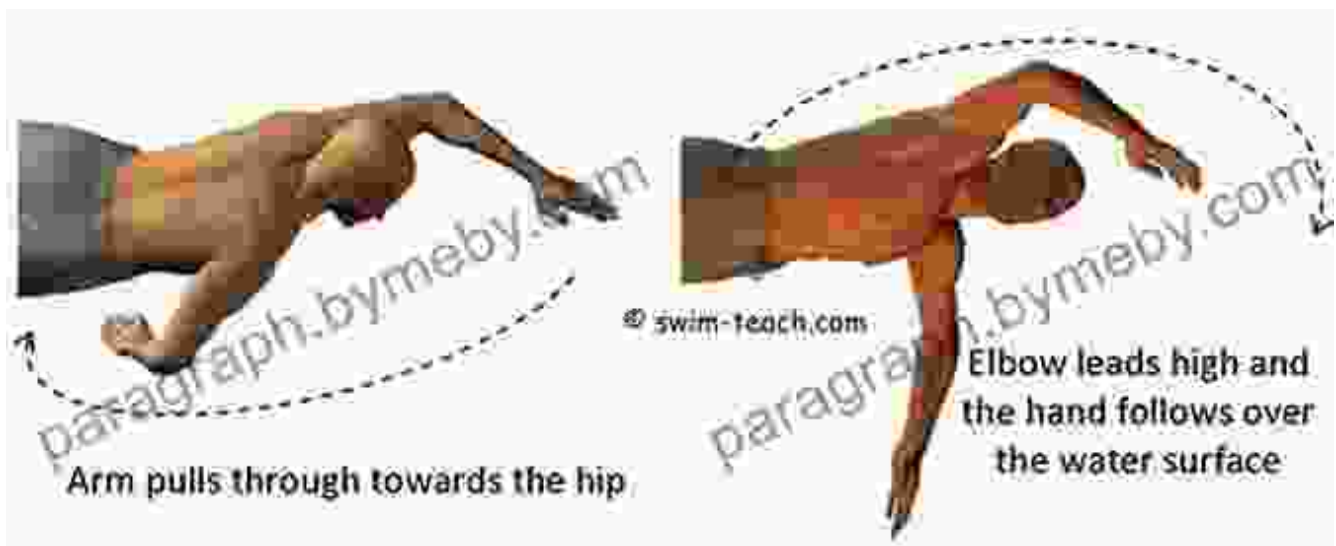 paragraph.bymeby.com
paragraph.bymeby.com
© swim-teach.com
Arm pulls through towards the hip
Elbow leads high and
the hand follows over
the water surface